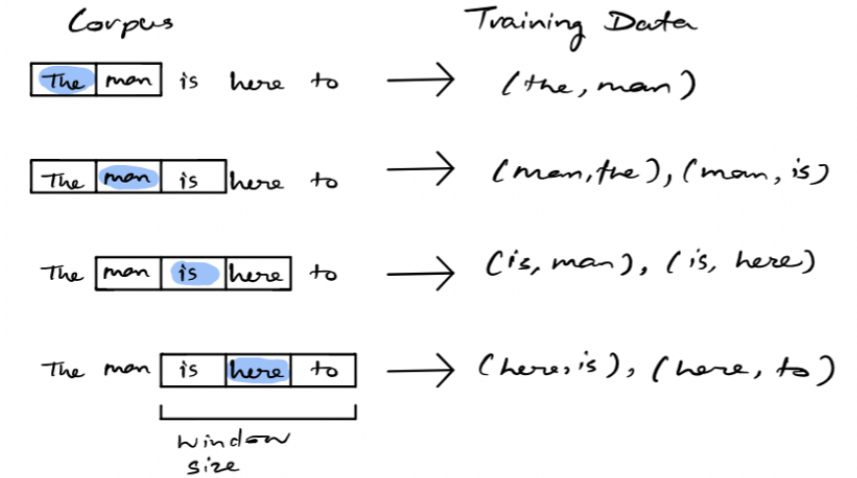 Corpus Training Data
The man is here to (the, man)
The man is here to (man, the), (man, is)
The man is here to (is, man), (is, here)
The man is here to (here, is), (here, to)
window
size